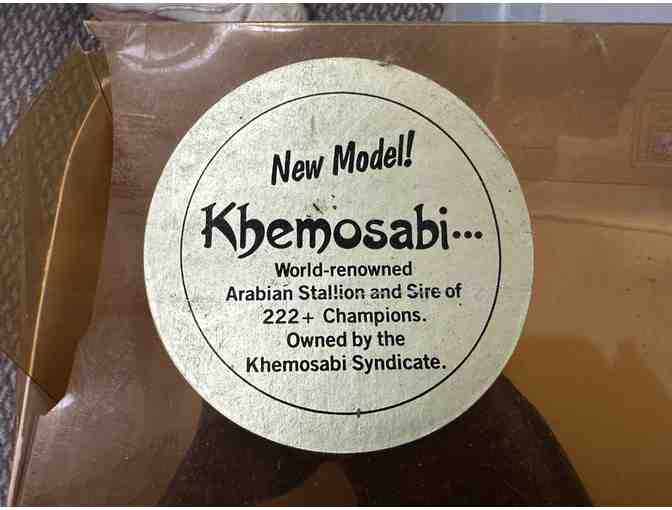 New Model!
Khemosabi...
World-renowned
Arabian Stallion and Sire of
222+ Champions.
Owned by the
Khemosabi Syndicate.